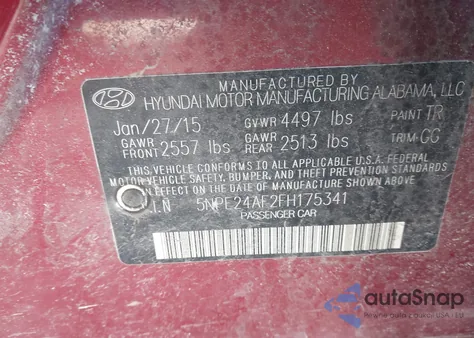 MANUFACTURED BY
HYUNDAI MOTOR MANUFACTURING ALABAMA, LLC
Jan/27/15 GVWR 4497 lbs PAINT TR
GAWR FRONT 2557 lbs GAWR REAR 2513 lbs TRIM GG
THIS VEHICLE CONFORMS TO ALL APPLICABLE U.S.A. FEDERAL
MOTOR VEHICLE SAFETY, BUMPER, AND THEFT PREVENTION STANDARDS
IN EFFECT ON THE DATE OF MANUFACTURE SHOWN ABOVE.
I.N 5NPE24AF2FH175341
PASSENGER CAR
autoSnap